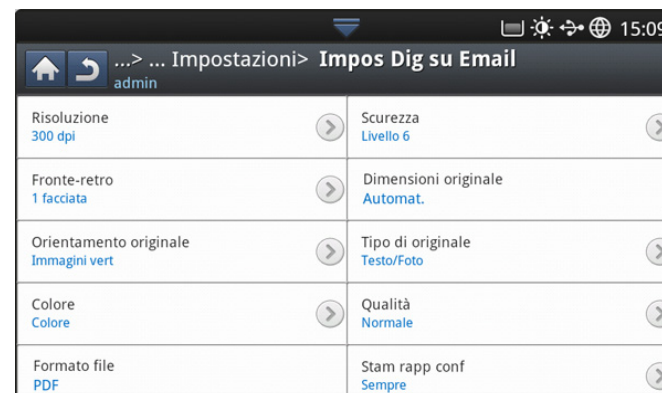 15:09
...> ... Impostazioni> Impos Dig su Email
admin
Risoluzione
300 dpi
Scurezza
Livello 6
Fronte-retro
1 facciata
Dimensioni originale
Automat.
Orientamento originale
Immagini vert
Tipo di originale
Testo/Foto
Colore
Colore
Qualità
Normale
Formato file
PDF
Stam rapp conf
Sempre